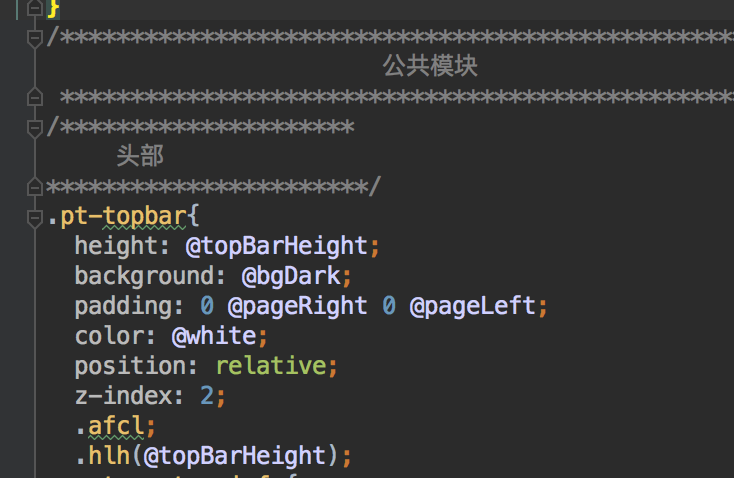 }
/************************************************
公共模块
************************************************
/*********************
头部
***********************/
.pt-topbar{
height: @topBarHeight;
background: @bgDark;
padding: 0 @pageRight 0 @pageLeft;
color: @white;
position: relative;
z-index: 2;
.afcl;
.hlh(@topBarHeight);